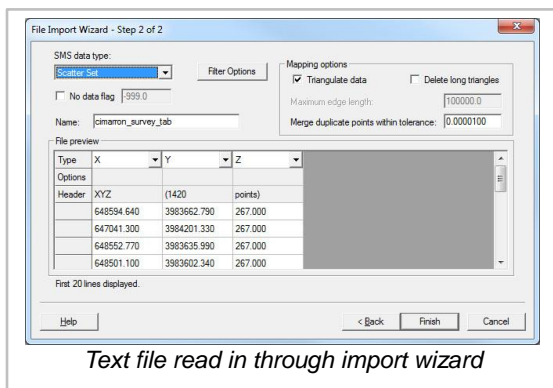 File Import Wizard - Step 2 of 2
SMS data type:
Scatter Set
Filter Options
No data flag -999.0
Name: cimarron_survey_tab
Mapping options
Triangulate data Delete long triangles
Maximum edge length: 100000.0
Merge duplicate points within tolerance: 0.0000100
File preview
Type X Y Z
Options
Header XYZ (1420 points)
648594.640 3983662.790 267.000
647041.300 3984201.330 267.000
648552.770 3983635.990 267.000
648501.100 3983602.340 267.000
First 20 lines displayed.
Help < Back Finish Cancel
Text file read in through import wizard